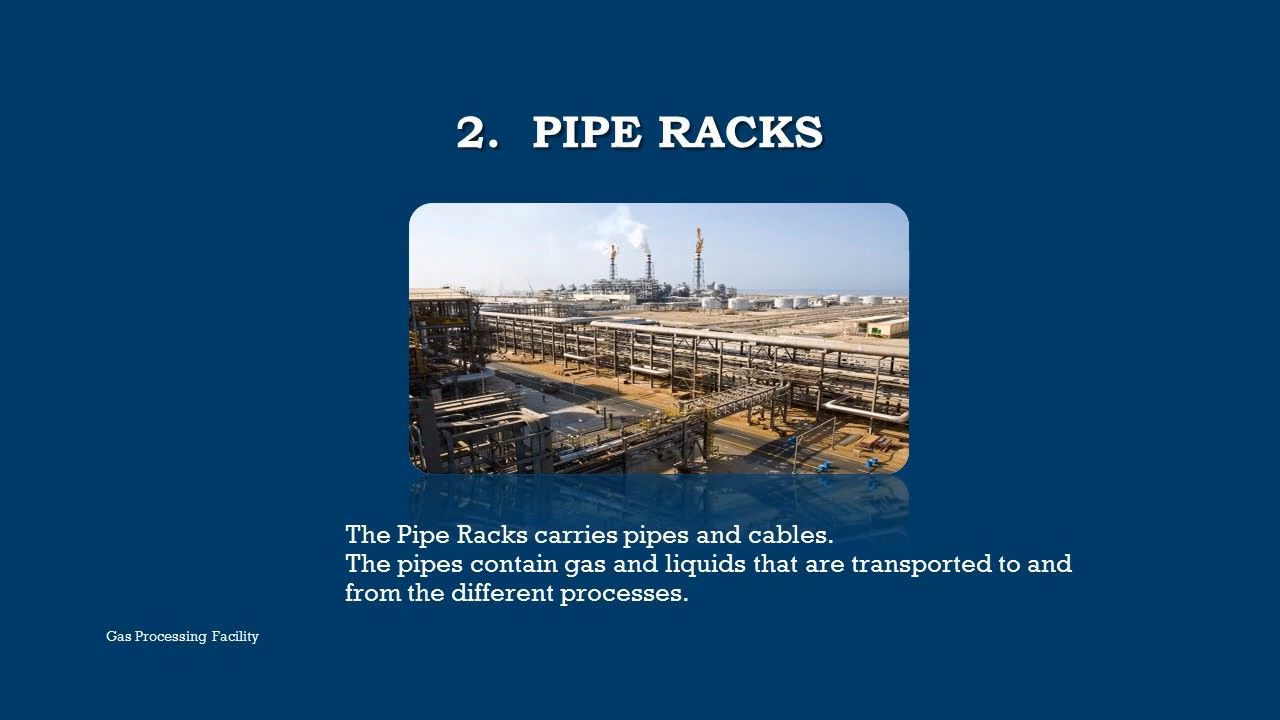 2. PIPE RACKS
The Pipe Racks carries pipes and cables.
The pipes contain gas and liquids that are transported to and
from the different processes.
Gas Processing Facility